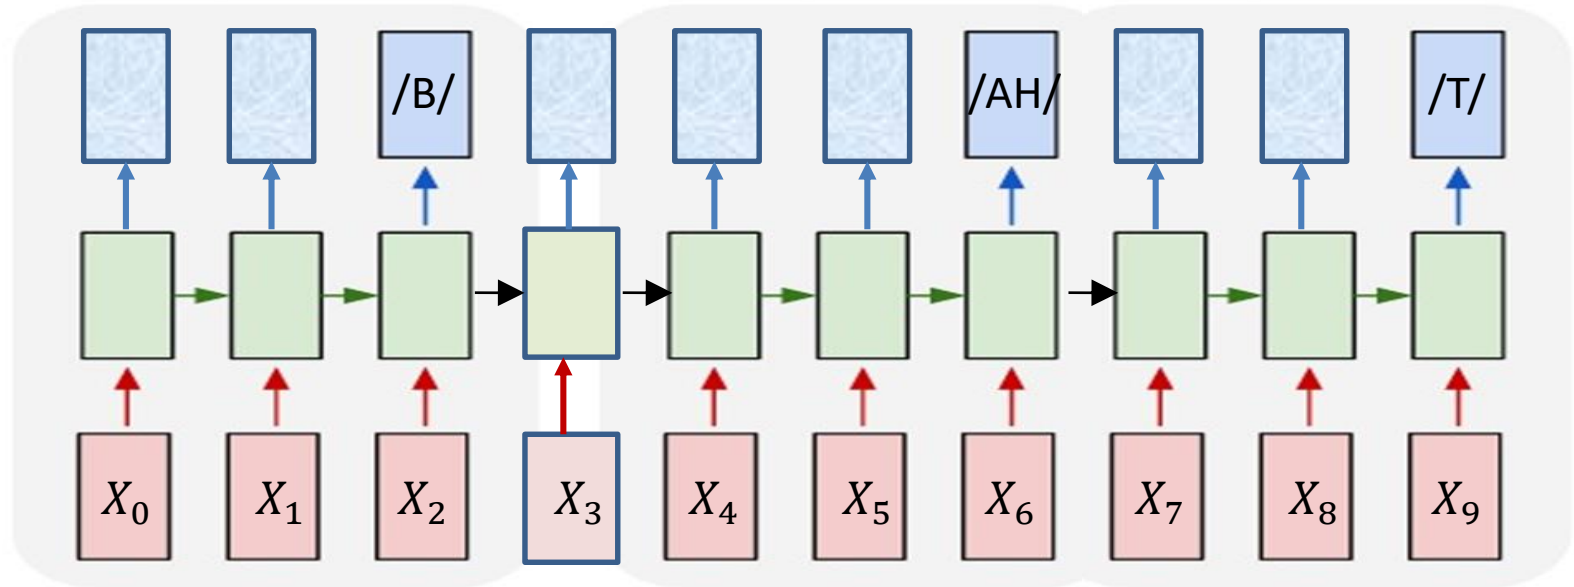 /B/ /AH/ /T/
X₀ X₁ X₂ X₃ X₄ X₅ X₆ X₇ X₈ X₉